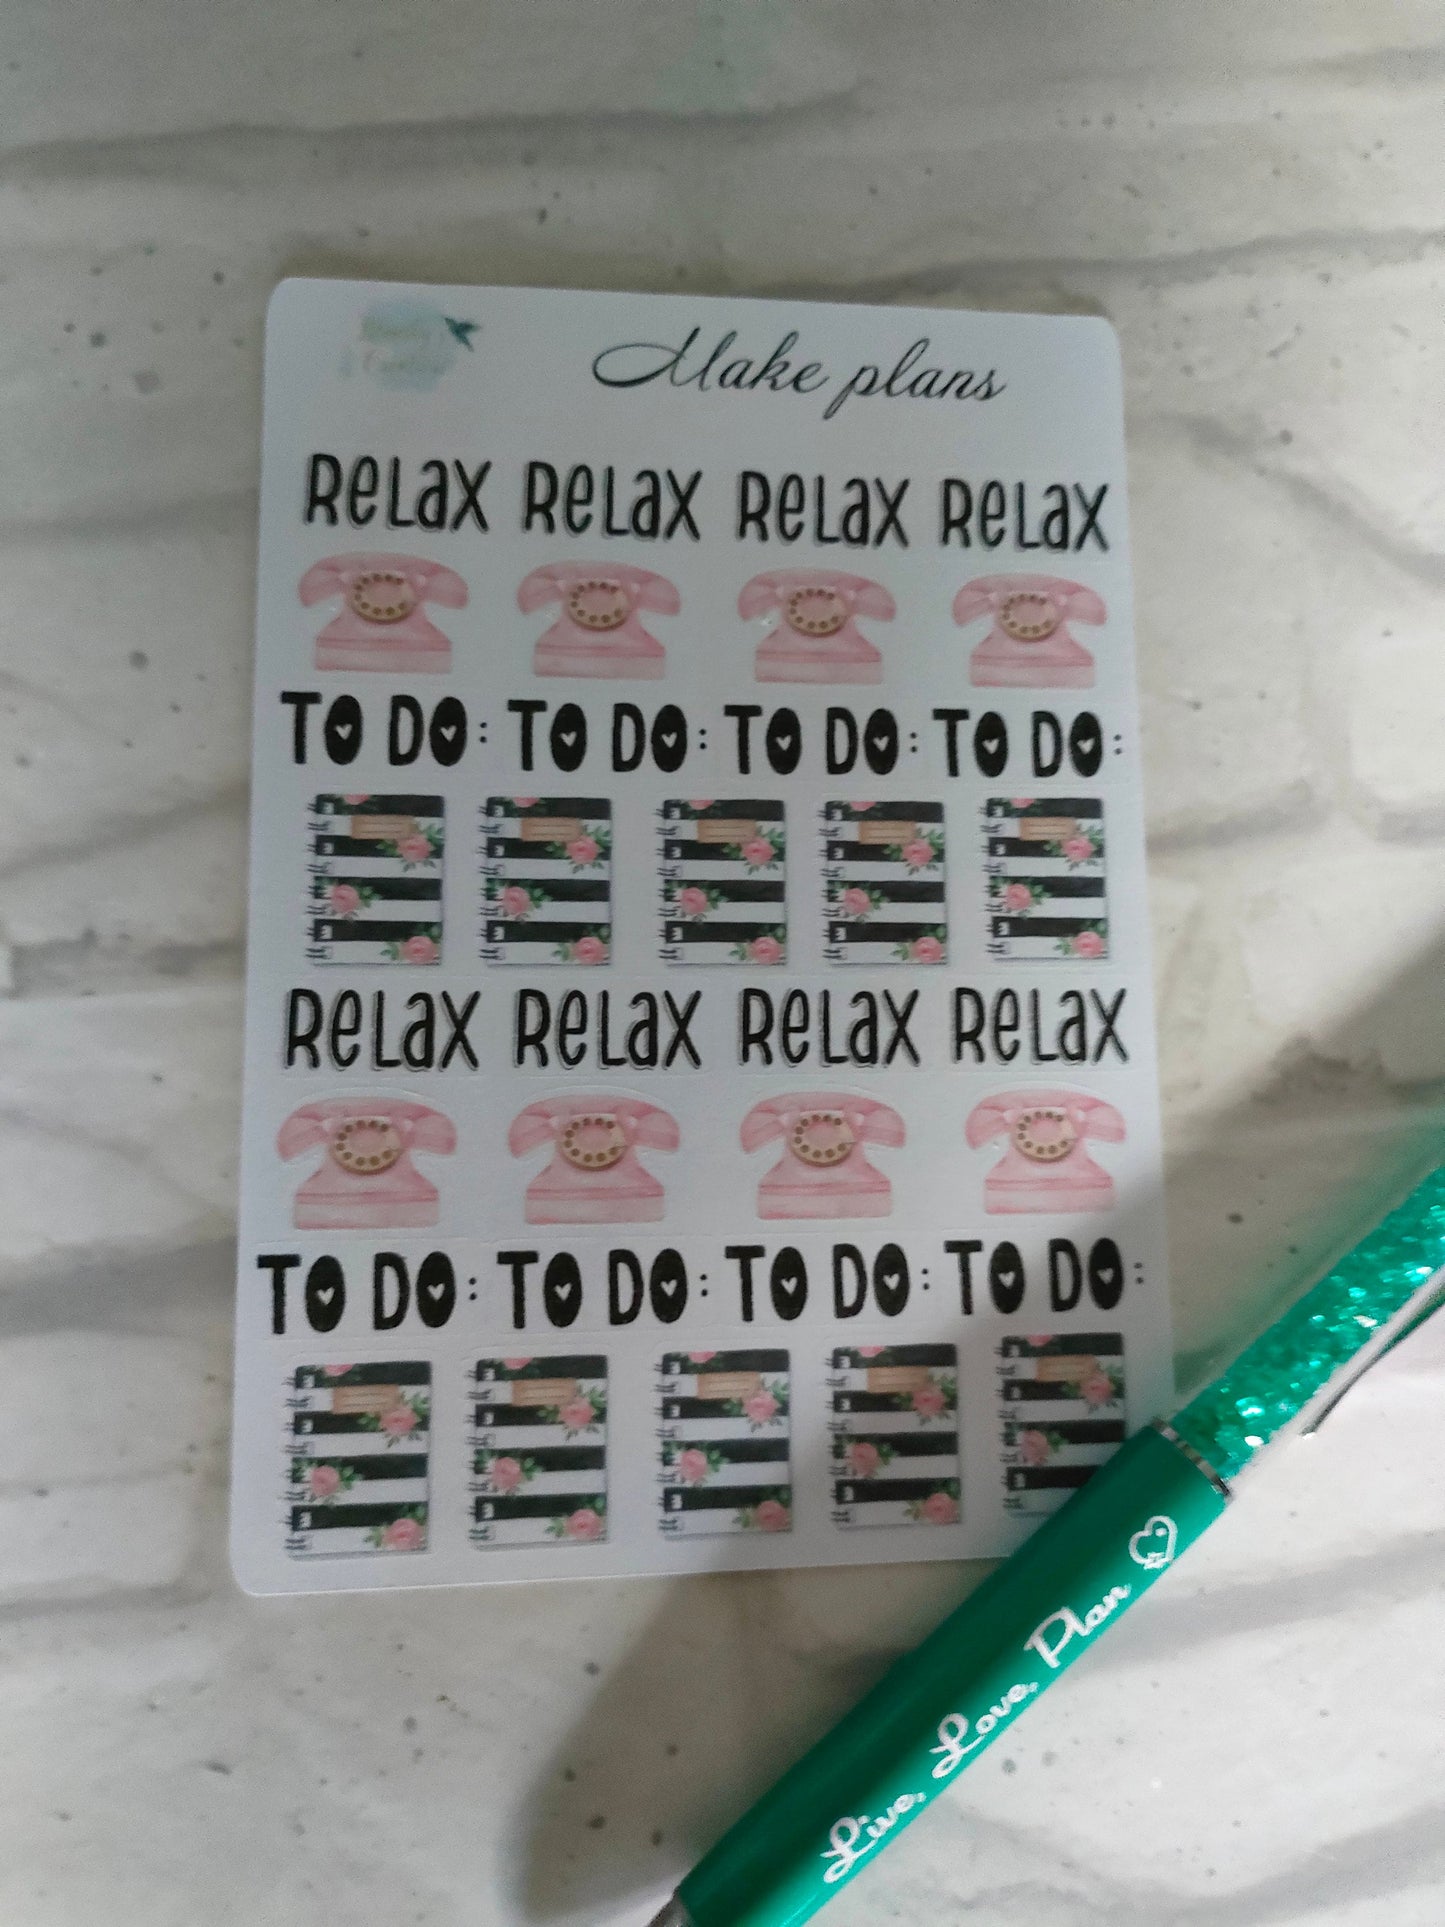 Make plans
Relax Relax Relax Relax
TO DO: TO DO: TO DO: TO DO:
Relax Relax Relax Relax
TO DO: TO DO: TO DO: TO DO:
Live, Love, Plan